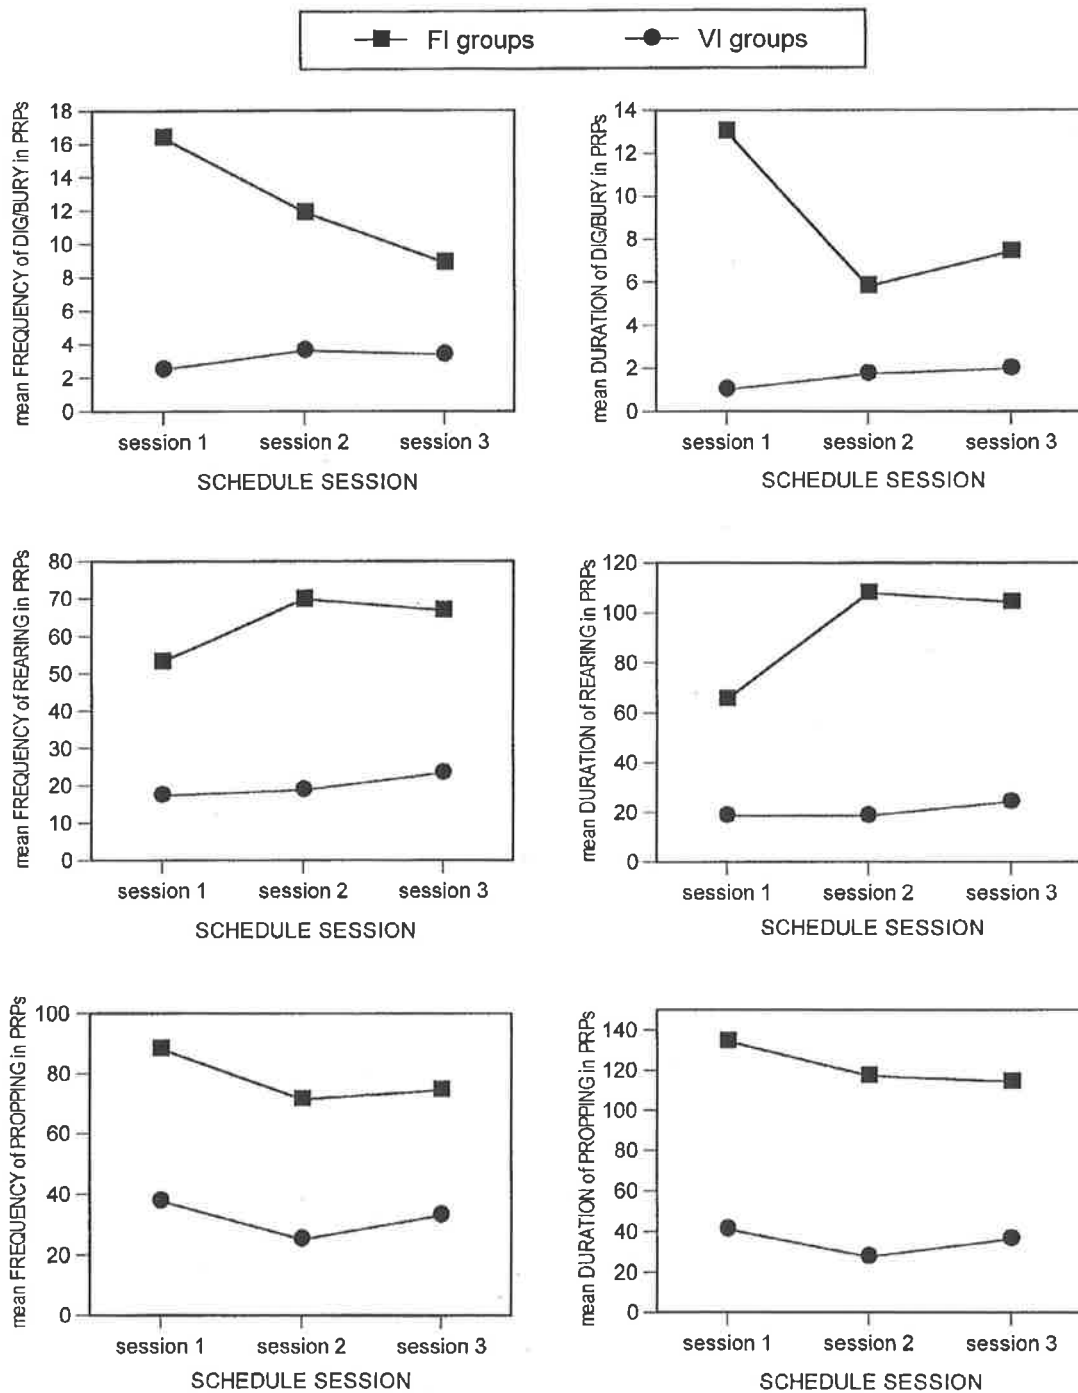 FI groups VI groups
mean FREQUENCY of DIG/BURY in PRPs
18
16
14
12
10
8
6
4
2
0
session 1 session 2 session 3
SCHEDULE SESSION
mean DURATION of DIG/BURY in PRPs
14
12
10
8
6
4
2
0
session 1 session 2 session 3
SCHEDULE SESSION
mean FREQUENCY of REARING in PRPs
80
70
60
50
40
30
20
10
0
session 1 session 2 session 3
SCHEDULE SESSION
mean DURATION of REARING in PRPs
120
100
80
60
40
20
0
session 1 session 2 session 3
SCHEDULE SESSION
mean FREQUENCY of PROPPING in PRPs
100
80
60
40
20
0
session 1 session 2 session 3
SCHEDULE SESSION
mean DURATION of PROPPING in PRPs
140
120
100
80
60
40
20
0
session 1 session 2 session 3
SCHEDULE SESSION